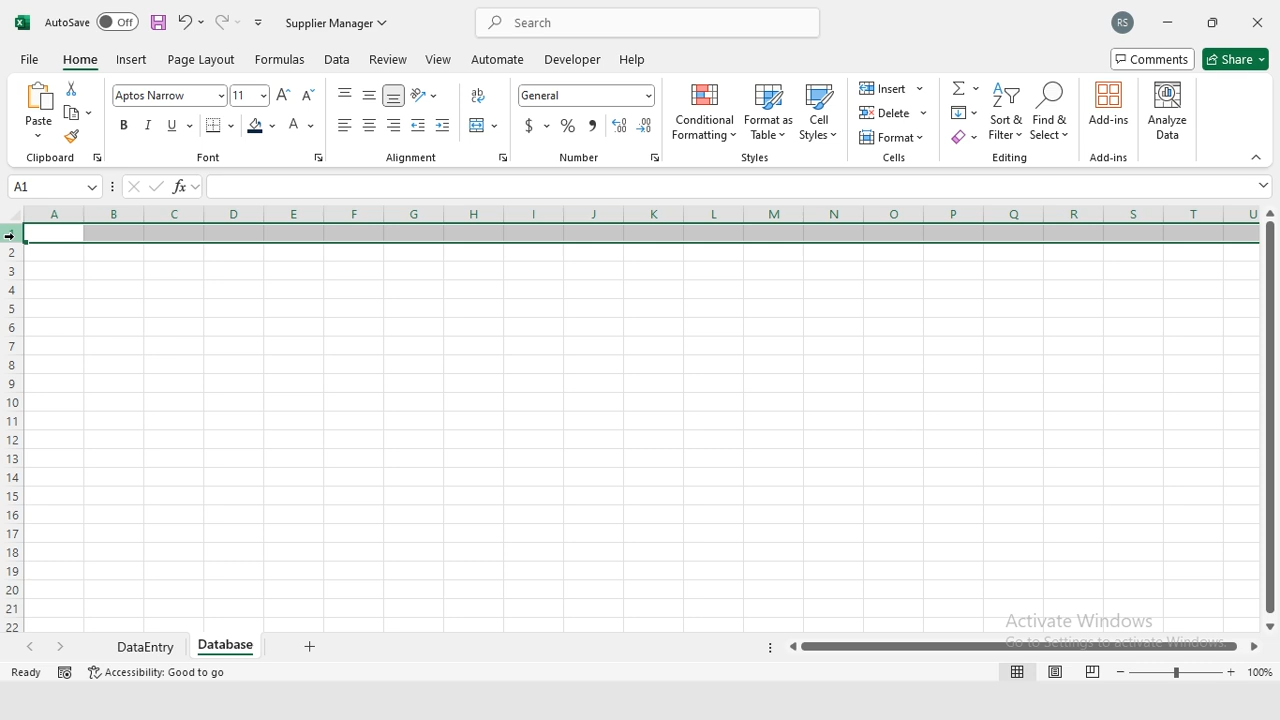 AutoSave Off Supplier Manager Search RS
File Home Insert Page Layout Formulas Data Review View Automate Developer Help Comments Share
Paste Aptos Narrow 11 General Conditional Formatting Format as Table Cell Styles Insert Delete Format Sort & Filter Find & Select Add-ins Analyze Data
B I U $ % 9
Clipboard Font Alignment Number Styles Cells Editing Add-ins
A1 fx
A B C D E F G H I J K L M N O P Q R S T U
1
2
3
4
5
6
7
8
9
10
11
12
13
14
15
16
17
18
19
20
21
22
Activate Windows
Go to Settings to activate Windows.
DataEntry Database
Ready Accessibility: Good to go 100%